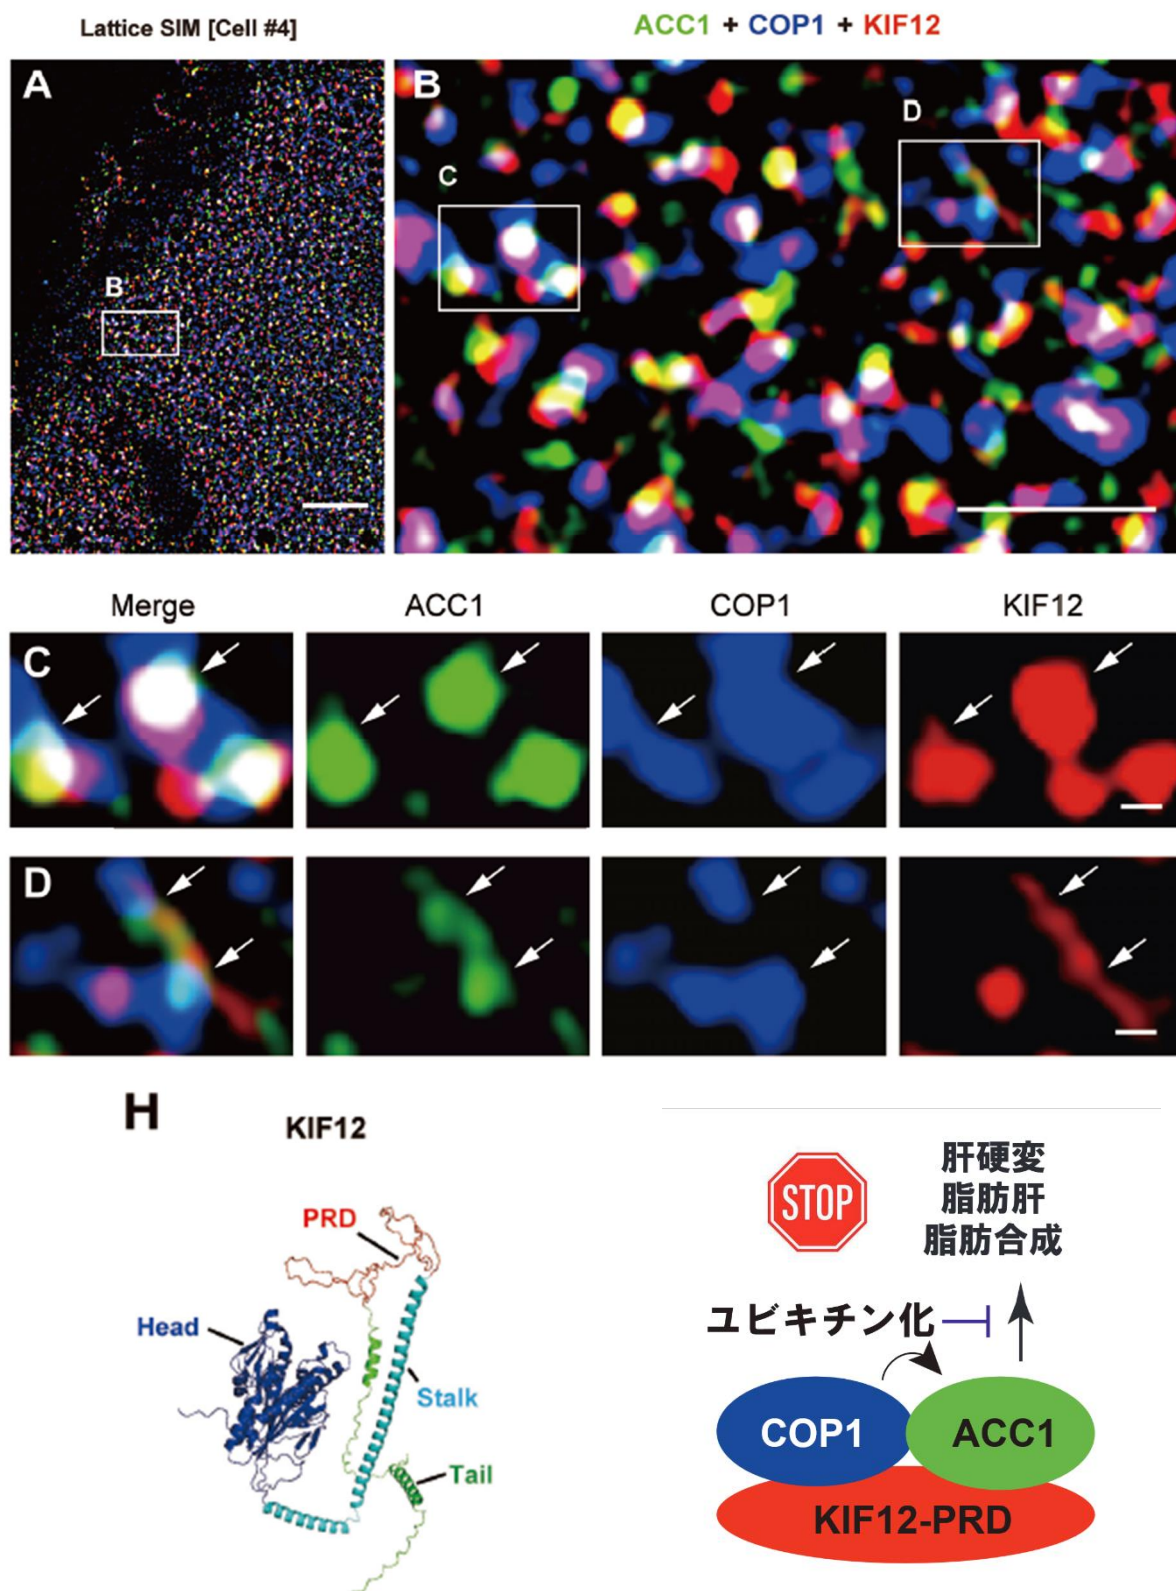 Lattice SIM [Cell #4]
ACC1 + COP1 + KIF12
A
B
B
C
D
Merge
ACC1
COP1
KIF12
C
D
H
KIF12
PRD
Head
Stalk
Tail
STOP
肝硬変
脂肪肝
脂肪合成
ユビキチン化
COP1
ACC1
KIF12-PRD